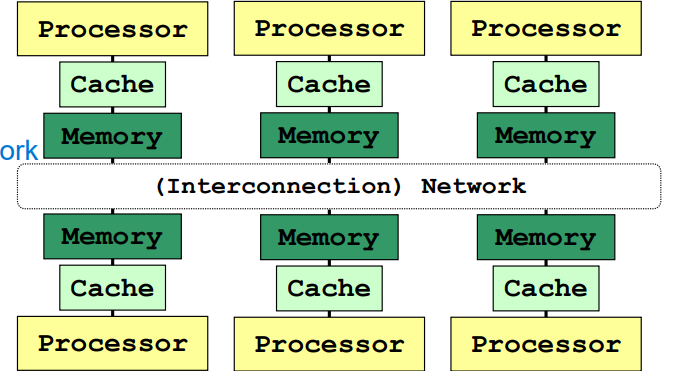 Processor Processor Processor
Cache Cache Cache
Memory Memory Memory
ork
(Interconnection) Network
Memory Memory Memory
Cache Cache Cache
Processor Processor Processor